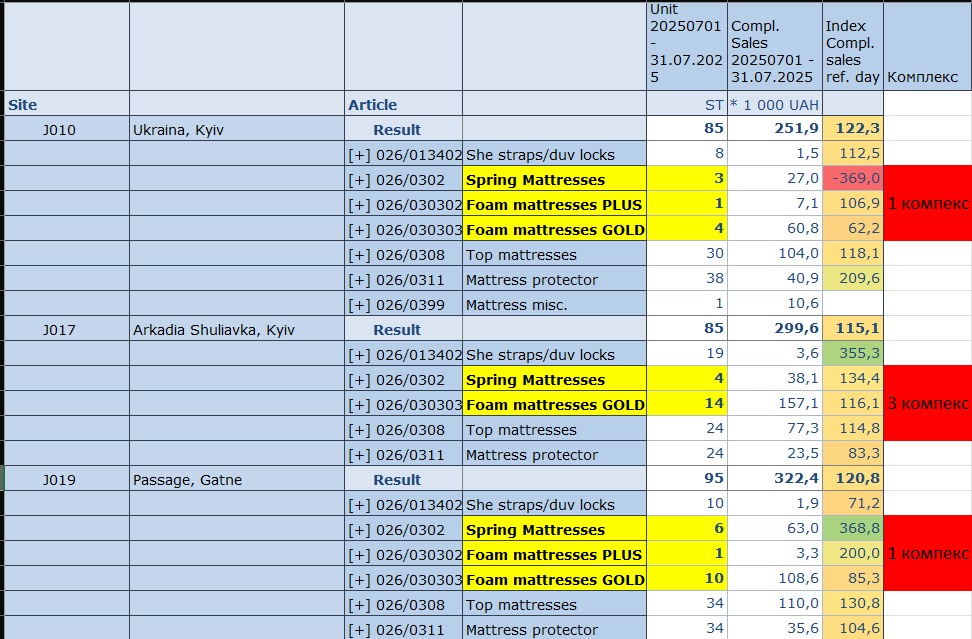 Unit 20250701 - 31.07.2025 Compl. Sales 20250701 - 31.07.2025 Index Compl. sales ref. day Комплекс
Site Article ST * 1 000 UAH
J010 Ukraina, Kyiv Result 85 251,9 122,3
[+] 026/013402 She straps/duv locks 8 1,5 112,5
[+] 026/0302 Spring Mattresses 3 27,0 -369,0
[+] 026/030302 Foam mattresses PLUS 1 7,1 106,9 1 компекс
[+] 026/030303 Foam mattresses GOLD 4 60,8 62,2
[+] 026/0308 Top mattresses 30 104,0 118,1
[+] 026/0311 Mattress protector 38 40,9 209,6
[+] 026/0399 Mattress misc. 1 10,6
J017 Arkadia Shuliavka, Kyiv Result 85 299,6 115,1
[+] 026/013402 She straps/duv locks 19 3,6 355,3
[+] 026/0302 Spring Mattresses 4 38,1 134,4
[+] 026/030303 Foam mattresses GOLD 14 157,1 116,1 3 компекс
[+] 026/0308 Top mattresses 24 77,3 114,8
[+] 026/0311 Mattress protector 24 23,5 83,3
J019 Passage, Gatne Result 95 322,4 120,8
[+] 026/013402 She straps/duv locks 10 1,9 71,2
[+] 026/0302 Spring Mattresses 6 63,0 368,8
[+] 026/030302 Foam mattresses PLUS 1 3,3 200,0 1 компекс
[+] 026/030303 Foam mattresses GOLD 10 108,6 85,3
[+] 026/0308 Top mattresses 34 110,0 130,8
[+] 026/0311 Mattress protector 34 35,6 104,6